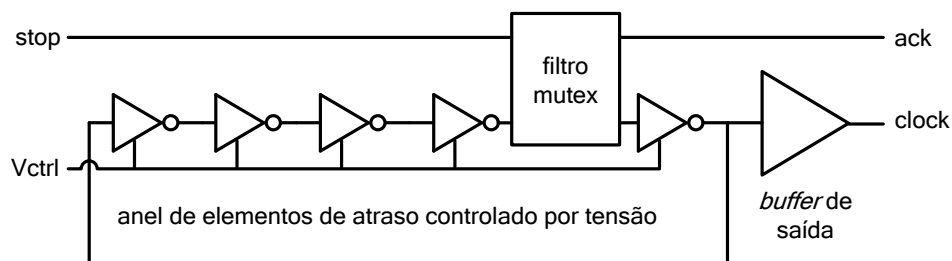 stop
ack
filtro
mutex
clock
Vctrl
anel de elementos de atraso controlado por tensão
buffer de
saída